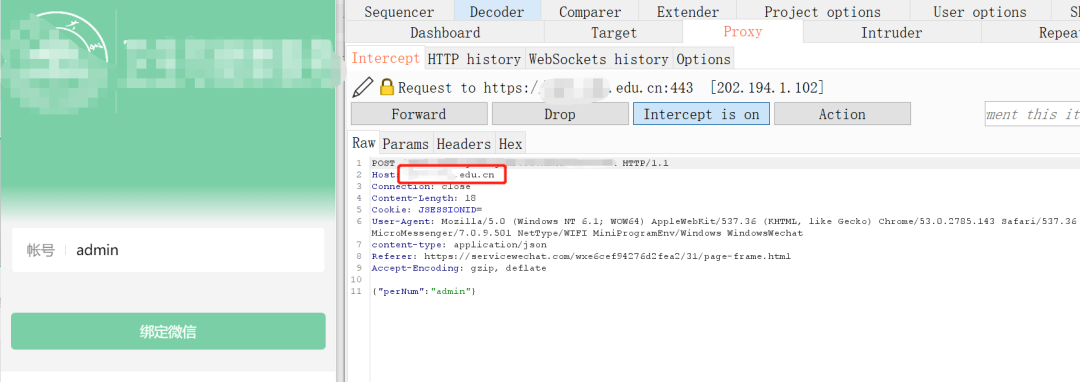 帐号 admin
绑定微信
Sequencer Decoder Comparer Extender Project options User options
Dashboard Target Proxy Intruder
Intercept HTTP history WebSockets history Options
Request to https:// .edu.cn:443 [202.194.1.102]
Forward Drop Intercept is on Action ment this it
Raw Params Headers Hex
1 POST HTTP/1.1
2 Host: .edu.cn
3 Connection: close
4 Content-Length: 18
5 Cookie: JSESSIONID=
6 User-Agent: Mozilla/5.0 (Windows NT 6.1; WOW64) AppleWebKit/537.36 (KHTML, like Gecko) Chrome/53.0.2785.143 Safari/537.36
MicroMessenger/7.0.9.501 NetType/WIFI MiniProgramEnv/Windows WindowsWechat
7 content-type: application/json
8 Referer: https://servicewechat.com/wxe6cef94276d2fea2/31/page-frame.html
9 Accept-Encoding: gzip, deflate
10
11 {"perNum":"admin"}